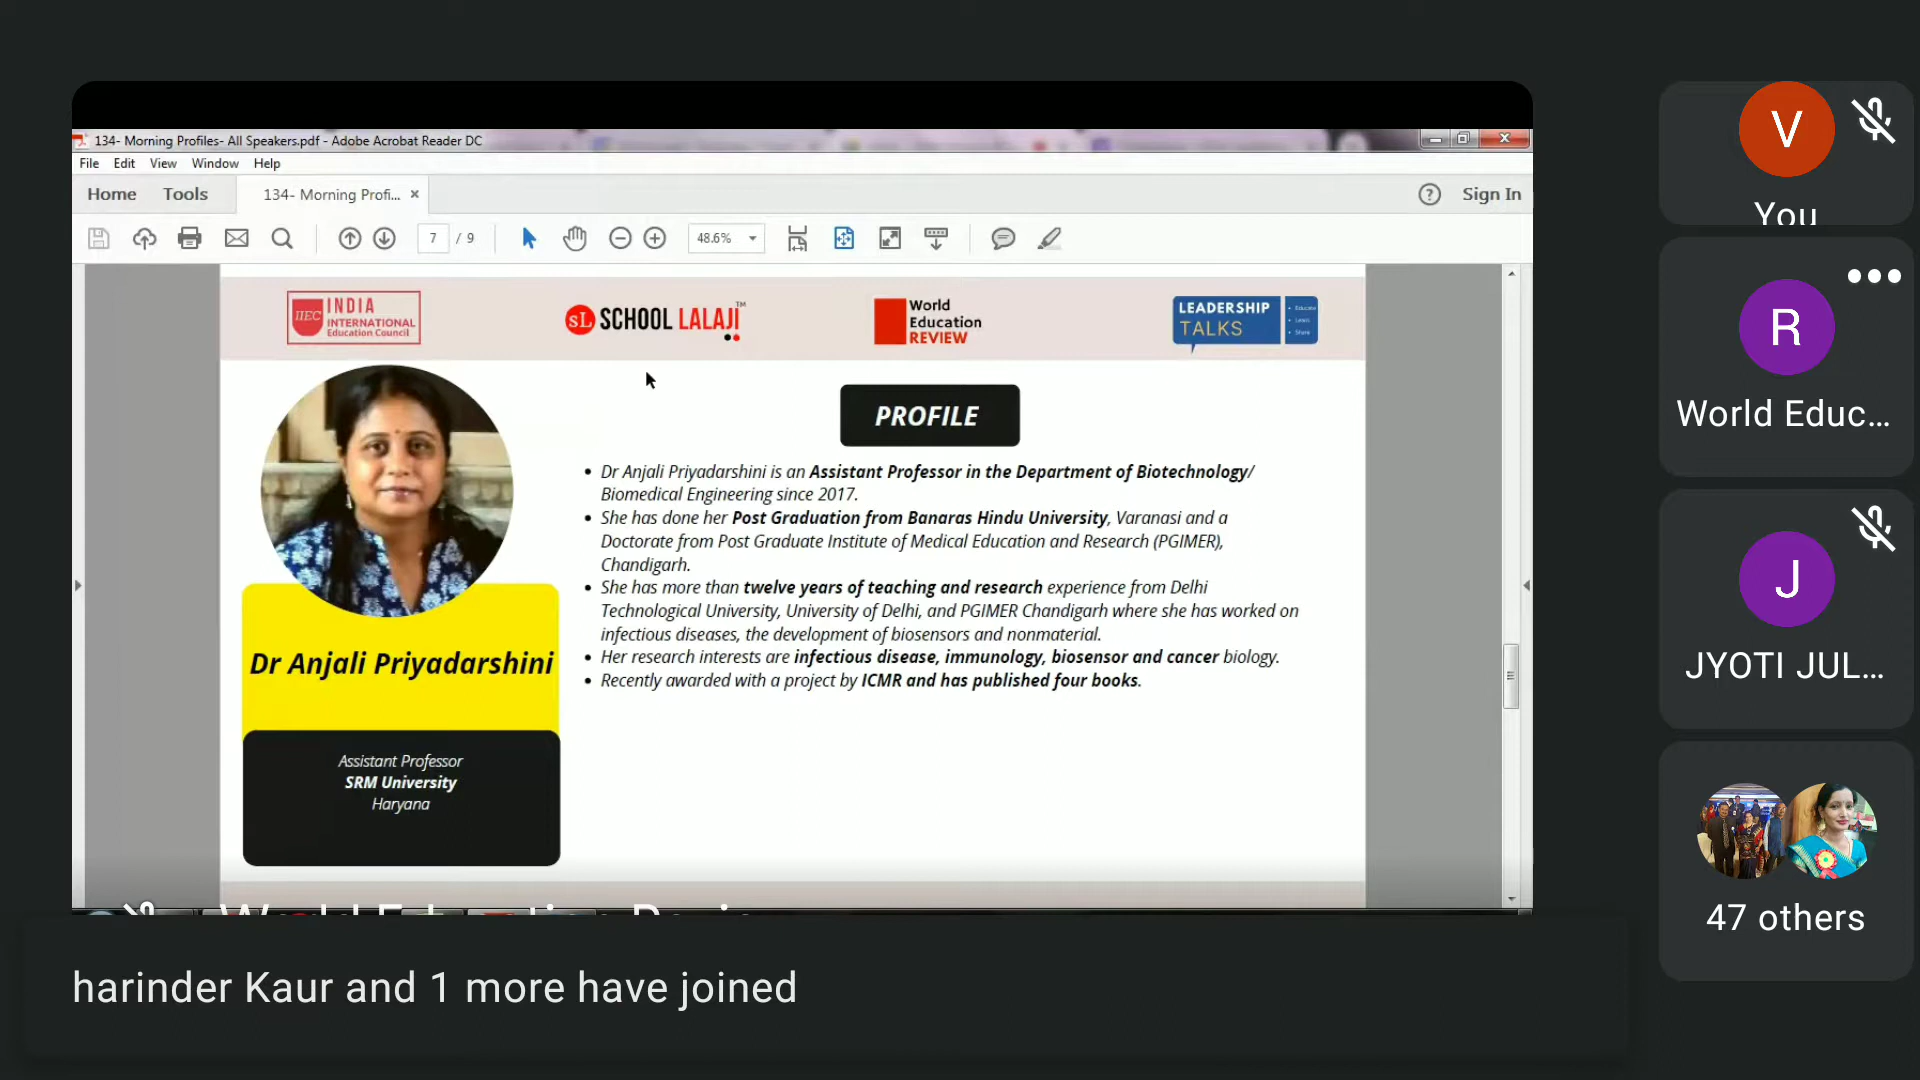 134- Morning Profiles- All Speakers.pdf - Adobe Acrobat Reader DC
File Edit View Window Help
Home Tools 134- Morning Profi... × ? Sign In
7 / 9 48.6%
IIEC INDIA INTERNATIONAL Education Council
sL SCHOOL LALAJI™
World Education REVIEW
LEADERSHIP TALKS
PROFILE
• Dr Anjali Priyadarshini is an Assistant Professor in the Department of Biotechnology/
Biomedical Engineering since 2017.
• She has done her Post Graduation from Banaras Hindu University, Varanasi and a
Doctorate from Post Graduate Institute of Medical Education and Research (PGIMER),
Chandigarh.
• She has more than twelve years of teaching and research experience from Delhi
Technological University, University of Delhi, and PGIMER Chandigarh where she has worked on
infectious diseases, the development of biosensors and nonmaterial.
• Her research interests are infectious disease, immunology, biosensor and cancer biology.
• Recently awarded with a project by ICMR and has published four books.
Dr Anjali Priyadarshini
Assistant Professor
SRM University
Haryana
V
You
R
World Educ...
J
JYOTI JUL...
47 others
harinder Kaur and 1 more have joined